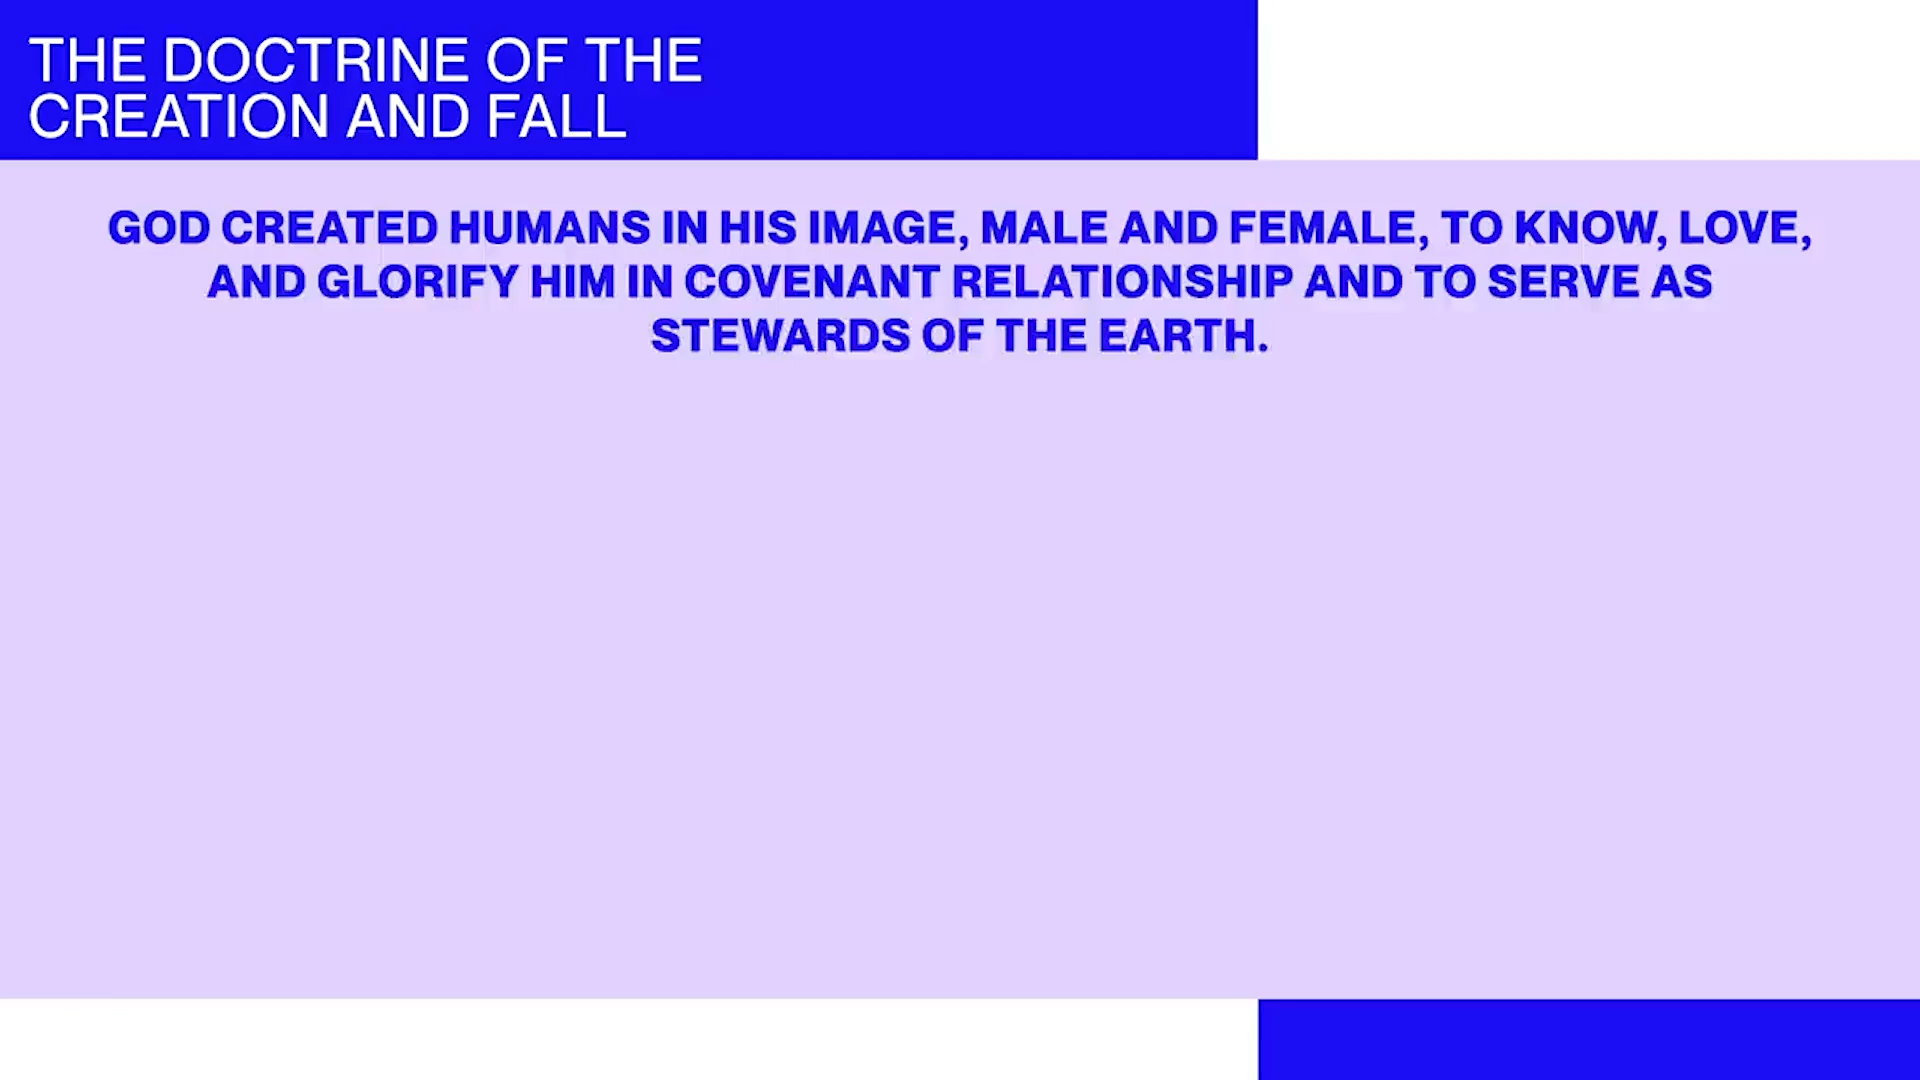 THE DOCTRINE OF THE
CREATION AND FALL
GOD CREATED HUMANS IN HIS IMAGE, MALE AND FEMALE, TO KNOW, LOVE,
AND GLORIFY HIM IN COVENANT RELATIONSHIP AND TO SERVE AS
STEWARDS OF THE EARTH.